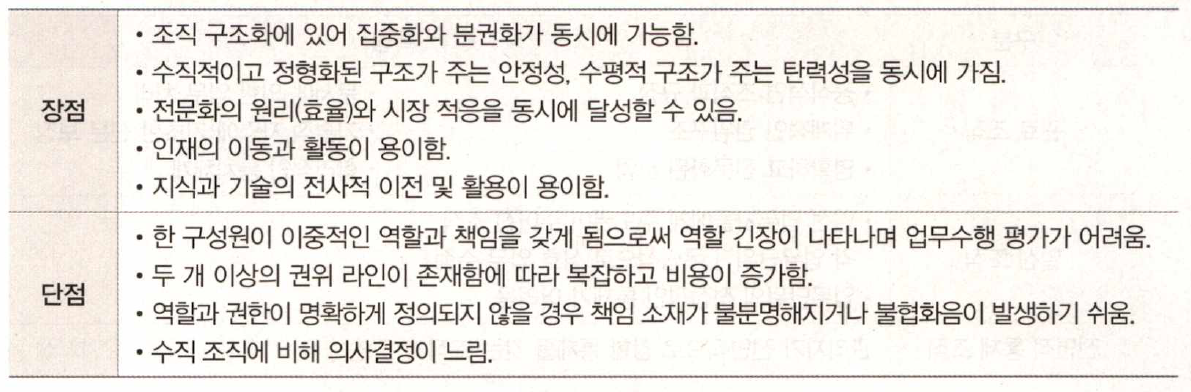 장점
• 조직 구조화에 있어 집중화와 분권화가 동시에 가능함.
• 수직적이고 정형화된 구조가 주는 안정성, 수평적 구조가 주는 탄력성을 동시에 가짐.
• 전문화의 원리(효율)와 시장 적응을 동시에 달성할 수 있음.
• 인재의 이동과 활동이 용이함.
• 지식과 기술의 전사적 이전 및 활용이 용이함.
단점
• 한 구성원이 이중적인 역할과 책임을 갖게 됨으로써 역할 긴장이 나타나며 업무수행 평가가 어려움.
• 두 개 이상의 권위 라인이 존재함에 따라 복잡하고 비용이 증가함.
• 역할과 권한이 명확하게 정의되지 않을 경우 책임 소재가 불분명해지거나 불협화음이 발생하기 쉬움.
• 수직 조직에 비해 의사결정이 느림.